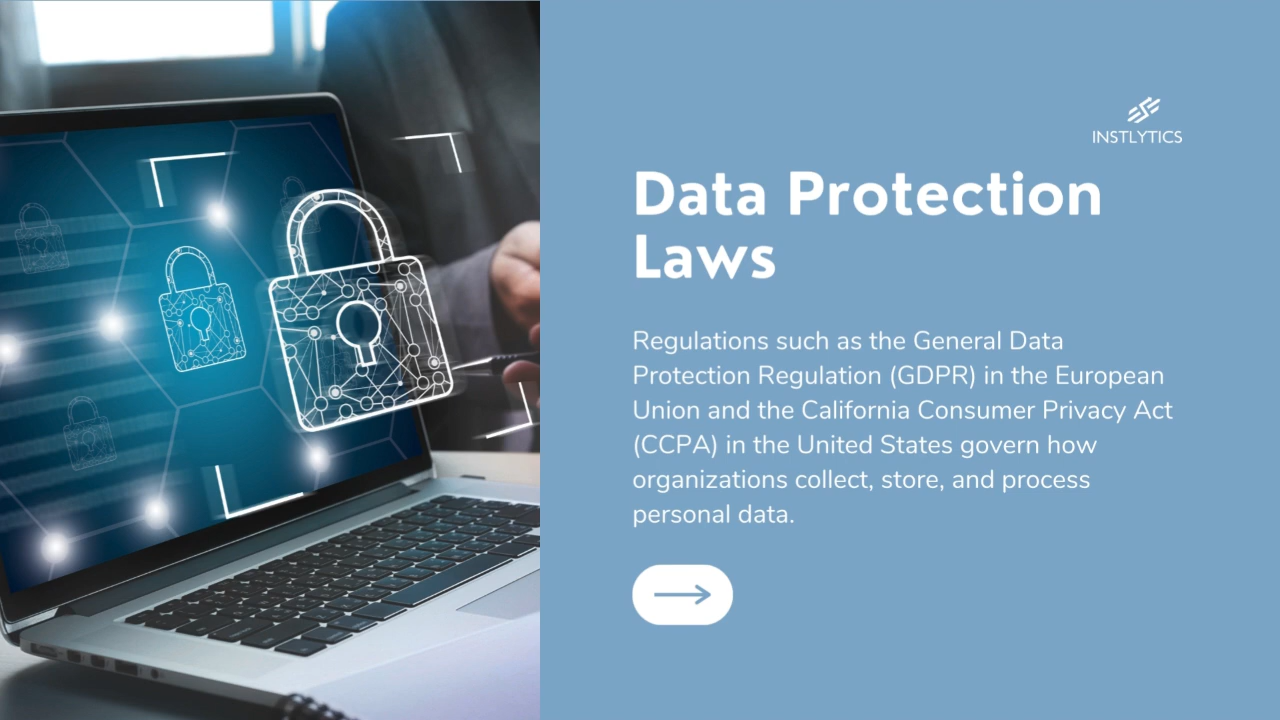 INSTLYTICS
Data Protection
Laws
Regulations such as the General Data
Protection Regulation (GDPR) in the European
Union and the California Consumer Privacy Act
(CCPA) in the United States govern how
organizations collect, store, and process
personal data.